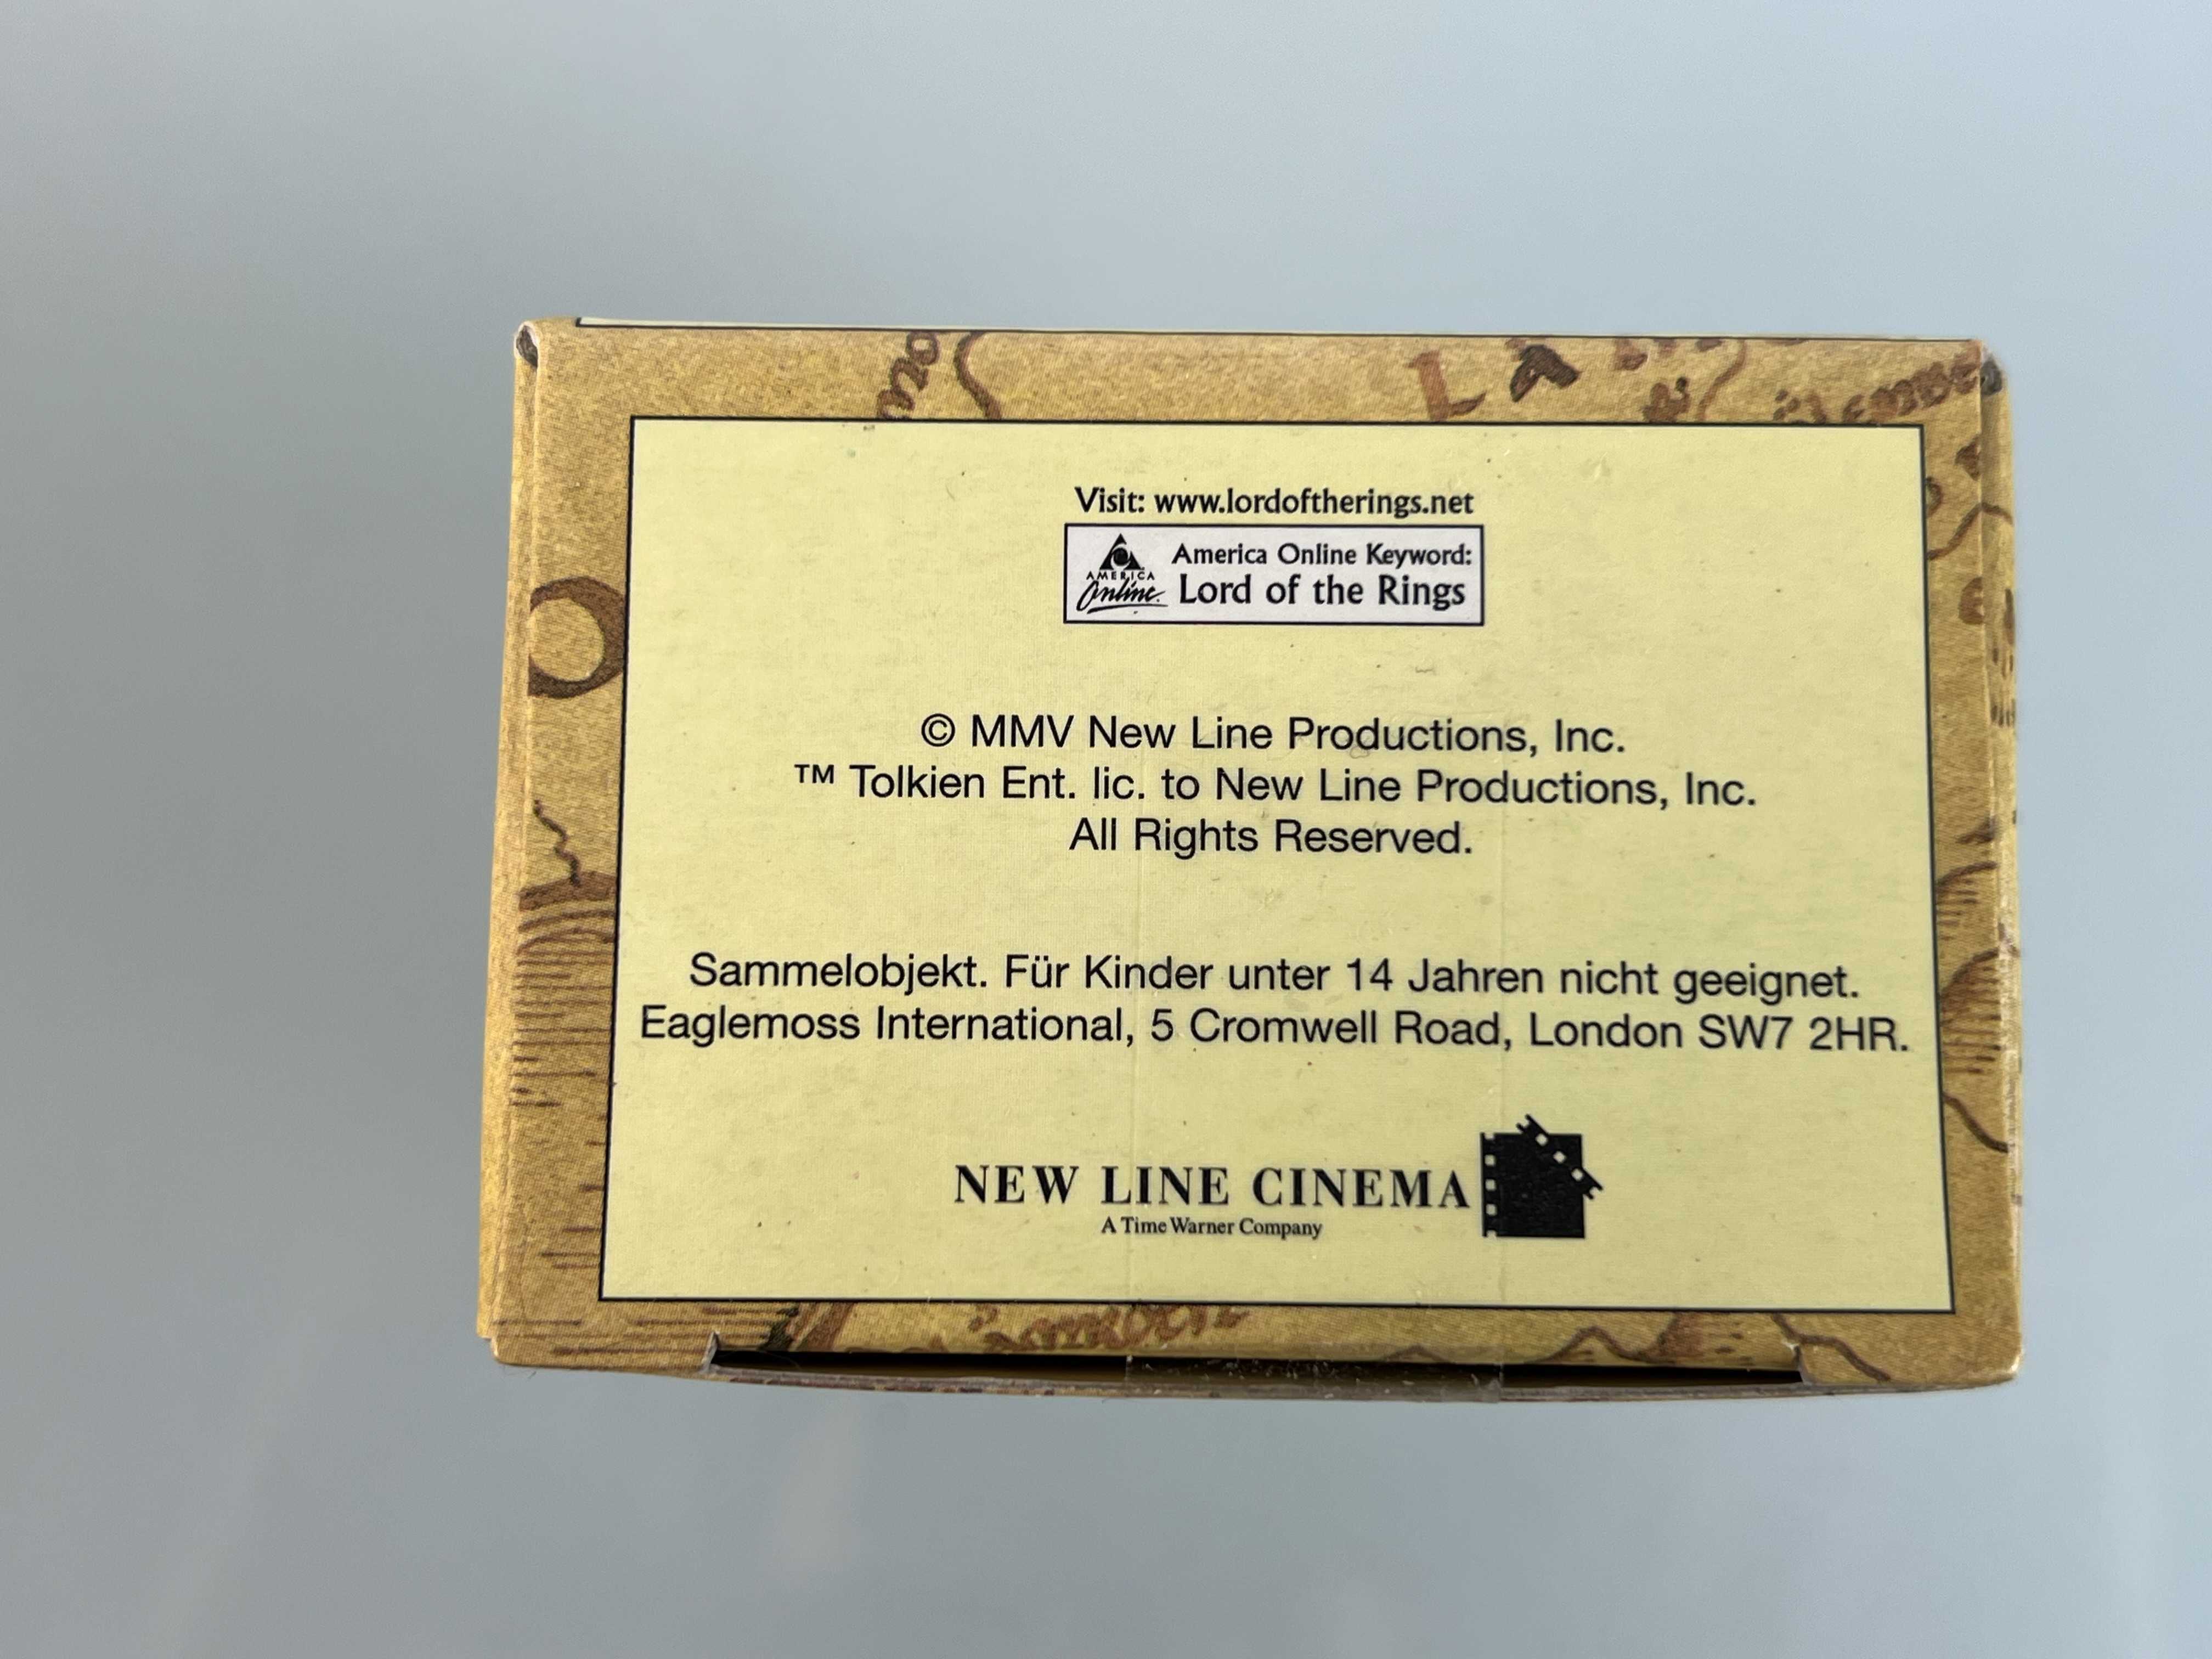 Visit: www.lordoftherings.net
AMERICA
Online
America Online Keyword:
Lord of the Rings
© MMV New Line Productions, Inc.
™ Tolkien Ent. lic. to New Line Productions, Inc.
All Rights Reserved.
Sammelobjekt. Für Kinder unter 14 Jahren nicht geeignet.
Eaglemoss International, 5 Cromwell Road, London SW7 2HR.
NEW LINE CINEMA
A Time Warner Company